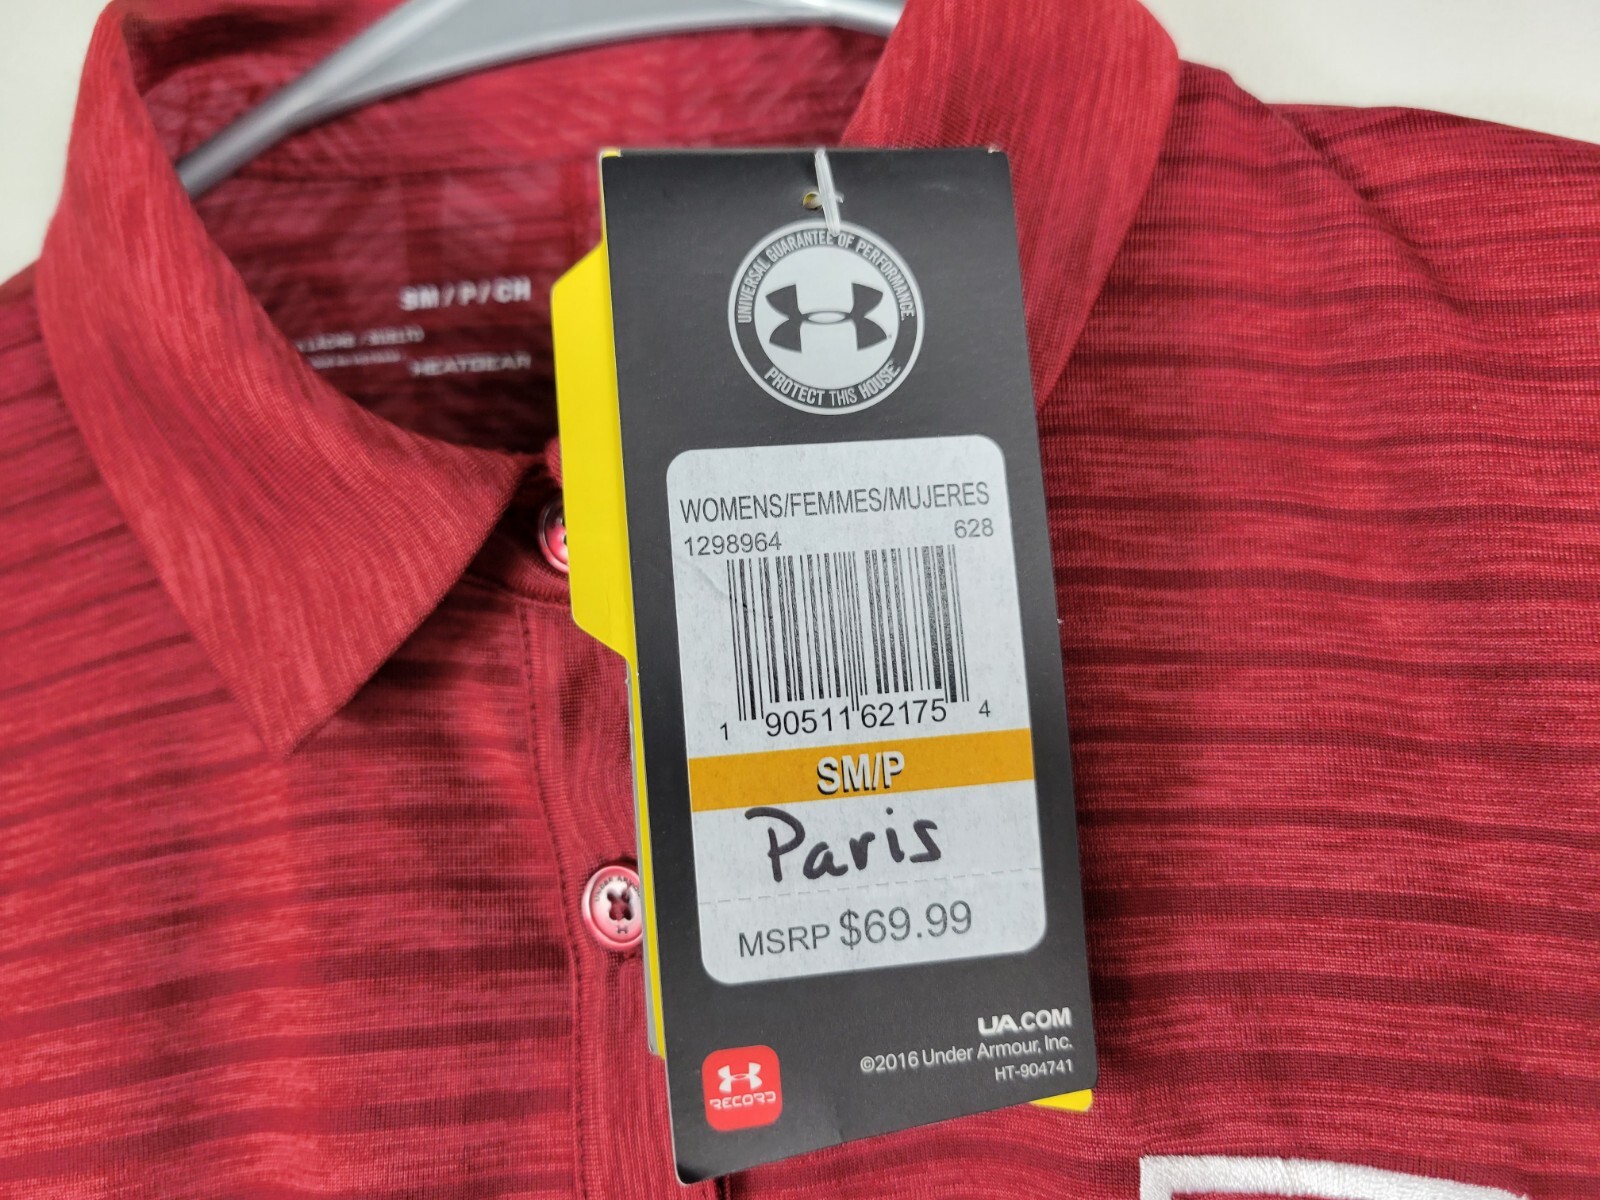 SM / P / CH
HEATGEAR
UNIVERSAL GUARANTEE OF PERFORMANCE.
PROTECT THIS HOUSE
WOMENS/FEMMES/MUJERES
1298964 628
1 90511 62175 4
SM/P
Paris
MSRP $69.99
UA.COM
©2016 Under Armour, Inc.
HT-904741
RECORD